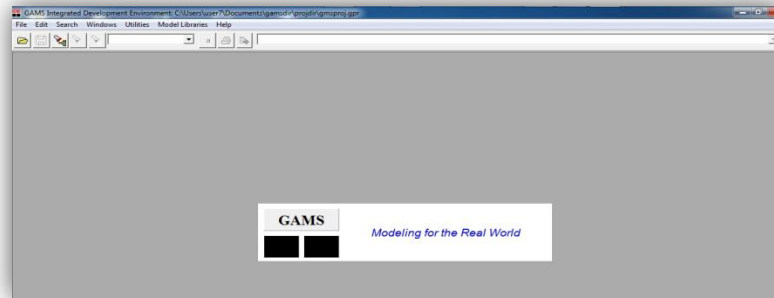 GAMS Integrated Development Environment: C:\Users\user7\Documents\gamsdir\projdir\gmsproj.gpr
File Edit Search Windows Utilities Model Libraries Help
a
GAMS
Modeling for the Real World